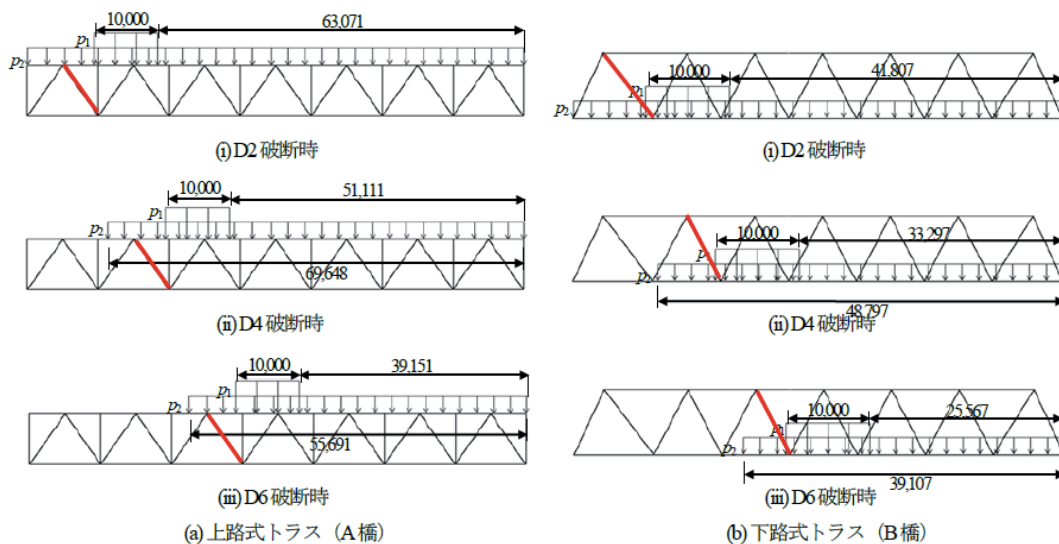 10,000
63,071
p1
p2
(i) D2 破断時
10,000
51,111
p1
p2
69,648
(ii) D4 破断時
10,000
39,151
p1
p2
55,691
(iii) D6 破断時
(a) 上路式トラス（A 橋）
10,000
41,807
p1
p2
(i) D2 破断時
10,000
33,297
p1
p2
48,797
(ii) D4 破断時
10,000
25,567
p1
p2
39,107
(iii) D6 破断時
(b) 下路式トラス（B 橋）